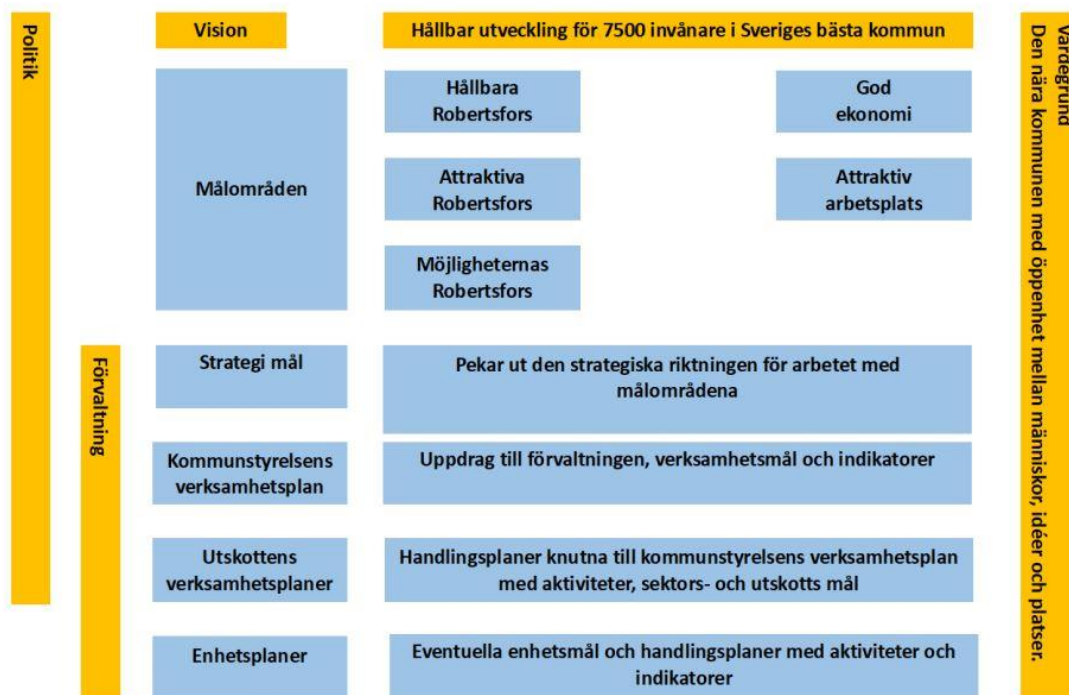 Politik
Förvaltning
Vision
Hållbar utveckling för 7500 invånare i Sveriges bästa kommun
Målområden
Hållbara
Robertsfors
God
ekonomi
Attraktiva
Robertsfors
Attraktiv
arbetsplats
Möjligheternas
Robertsfors
Strategi mål
Pekar ut den strategiska riktningen för arbetet med
målområdena
Kommunstyrelsens
verksamhetsplan
Uppdrag till förvaltningen, verksamhetsmål och indikatorer
Utskottens
verksamhetsplaner
Handlingsplaner knutna till kommunstyrelsens verksamhetsplan
med aktiviteter, sektors- och utskotts mål
Enhetsplaner
Eventuella enhetsmål och handlingsplaner med aktiviteter och
indikatorer
Värdegrund
Den nära kommunen med öppenhet mellan människor, idéer och platser.